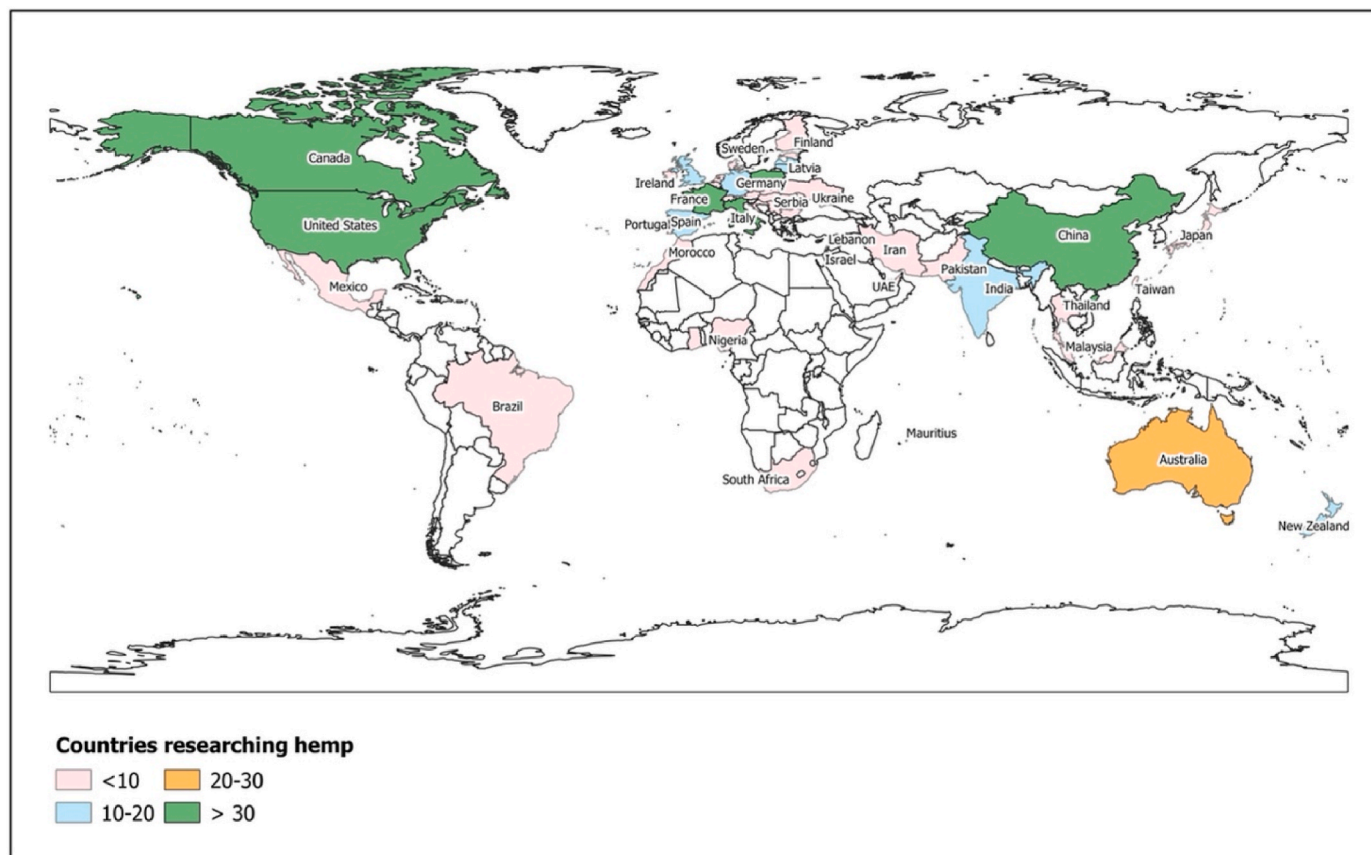 Sweden
Finland
Canada
Latvia
Ireland
Germany
Ukraine
France
Serbia
United States
Italy
Portugal
Spain
China
Japan
Lebanon
Iran
Morocco
Israel
Pakistan
Mexico
UAE
India
Taiwan
Thailand
Nigeria
Malaysia
Brazil
Mauritius
Australia
South Africa
New Zealand
Countries researching hemp
<10
20-30
10-20
> 30